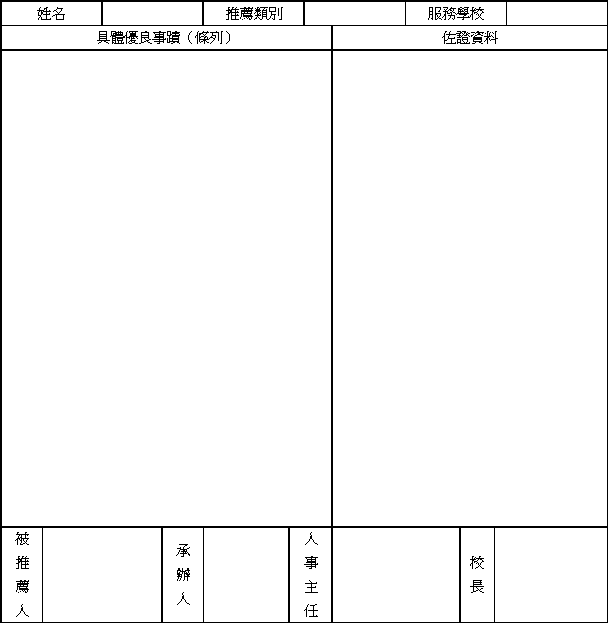 姓名 推薦類別 服務學校
具體優良事蹟（條列） 佐證資料
被推薦人 承辦人 人事主任 校長